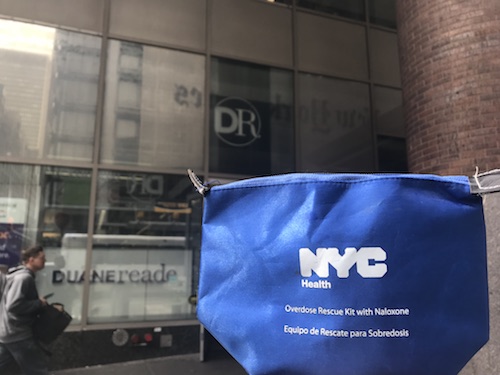 DR
DUANEreade
NYC
Health
Overdose Rescue Kit with Naloxone
Equipo de Rescate para Sobredosis